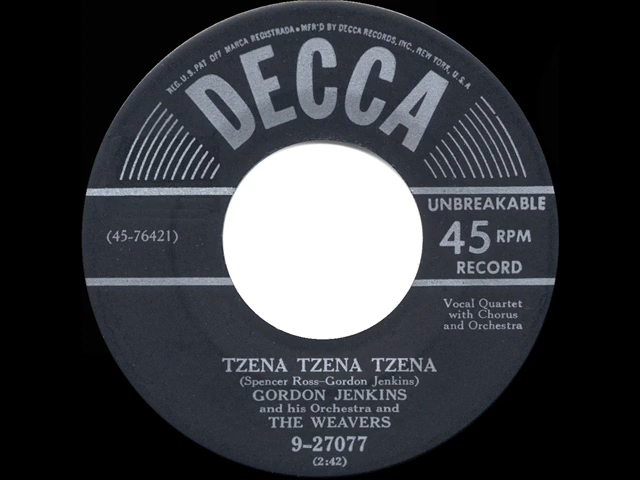 REG. U.S. PAT. OFF. MARCA REGISTRADA • MF'R'D BY DECCA RECORDS, INC., NEW YORK, U.S.A.
DECCA
UNBREAKABLE
(45-76421)
45 RPM
RECORD
Vocal Quartet
with Chorus
and Orchestra
TZENA TZENA TZENA
(Spencer Ross-Gordon Jenkins)
GORDON JENKINS
and his Orchestra and
THE WEAVERS
9-27077
(2:42)